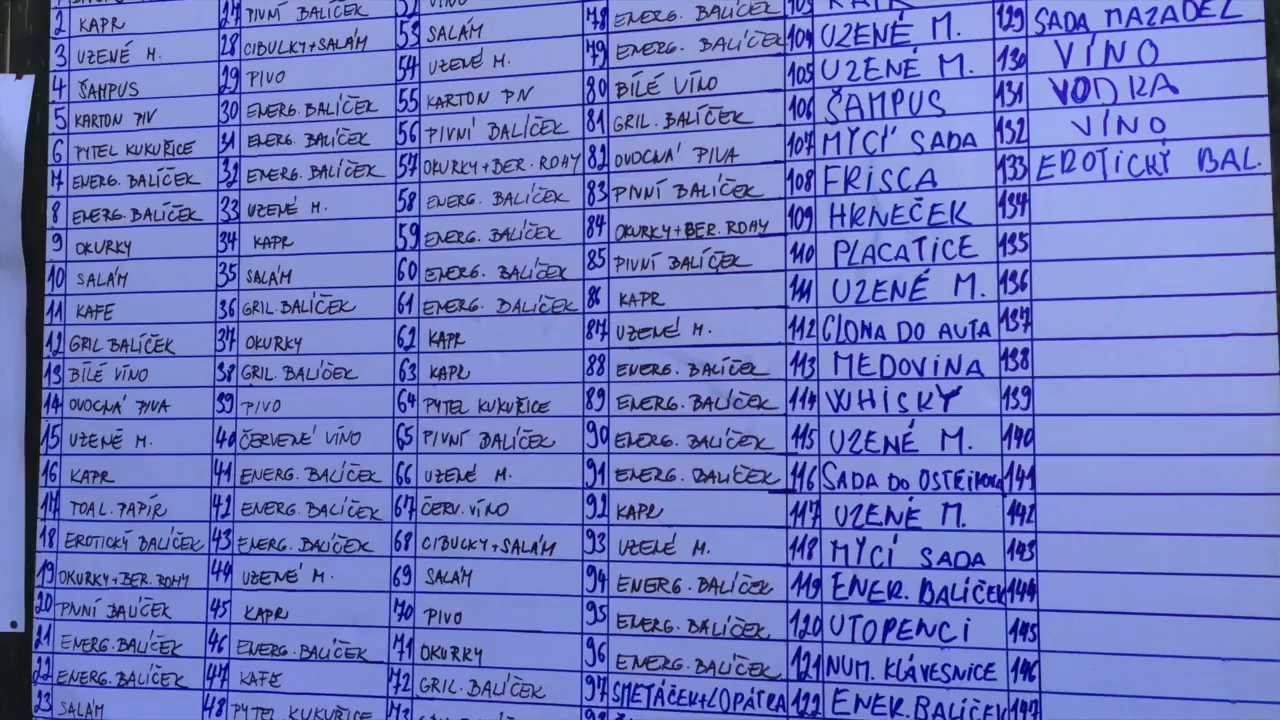 2 KAPR
3 UZENÉ M.
4 ŠAMPUS
5 KARTON PIV
6 PYTEL KUKUŘICE
7 ENERG. BALÍČEK
8 ENERG. BALÍČEK
9 OKURKY
10 SALÁM
11 KAFE
12 GRIL BALÍČEK
13 BÍLÉ VÍNO
14 OVOCNÁ PIVA
15 UZENÉ M.
16 KAPR
17 TOAL. PAPÍR
18 EROTICKÝ BALÍČEK
19 OKURKY+BER. ROHY
20 PIVNÍ BALÍČEK
21 ENERG. BALÍČEK
22 ENERG. BALÍČEK
23 SALÁM
27 PIVNÍ BALÍČEK
28 CIBULKY+SALÁM
29 PIVO
30 ENERG. BALÍČEK
31 ENERG. BALÍČEK
32 ENERG. BALÍČEK
33 UZENÉ M.
34 KAPR
35 SALÁM
36 GRIL. BALÍČEK
37 OKURKY
38 GRIL. BALÍČEK
39 PIVO
40 ČERVENÉ VÍNO
41 ENERG. BALÍČEK
42 ENERG. BALÍČEK
43 ENERG. BALÍČEK
44 UZENÉ M.
45 KAPR
46 ENERG. BALÍČEK
47 KAFE
48 PYTEL KUKUŘICE
52 VÍNO
53 SALÁM
54 UZENÉ M.
55 KARTON PIV
56 PIVNÍ BALÍČEK
57 OKURKY+BER. ROHY
58 ENERG. BALÍČEK
59 ENERG. BALÍČEK
60 ENERG. BALÍČEK
61 ENERG. BALÍČEK
62 KAPR
63 KAPR
64 PYTEL KUKUŘICE
65 PIVNÍ BALÍČEK
66 UZENÉ M.
67 ČERV. VÍNO
68 CIBULKY+SALÁM
69 SALÁM
70 PIVO
71 OKURKY
72 GRIL. BALÍČEK
73
78 ENERG. BALÍČEK
79 ENERG. BALÍČEK
80 BÍLÉ VÍNO
81 GRIL. BALÍČEK
82 OVOCNÁ PIVA
83 PIVNÍ BALÍČEK
84 OKURKY+BER. ROHY
85 PIVNÍ BALÍČEK
86 KAPR
87 UZENÉ M.
88 ENERG. BALÍČEK
89 ENERG. BALÍČEK
90 ENERG. BALÍČEK
91 ENERG. BALÍČEK
92 KAPR
93 UZENÉ M.
94 ENERG. BALÍČEK
95 ENERG. BALÍČEK
96 ENERG. BALÍČEK
97 SMETÁČEK+LOPÁTKA
103
104 UZENÉ M.
105 UZENÉ M.
106 ŠAMPUS
107 MYCÍ SADA
108 FRISCA
109 HRNEČEK
110 PLACATICE
111 UZENÉ M.
112 CLONA DO AUTA
113 MEDOVINA
114 WHISKY
115 UZENÉ M.
116 SADA DO
117 UZENÉ M.
118 MYCÍ SADA
119 ENER. BALÍČEK
120 UTOPENCI
121 NUM. KLÁVESNICE
122 ENER. BALÍČEK
129 SADA MAZADEL
130 VÍNO
131 VODKA
132 VÍNO
133 EROTICKÝ BAL.
134
135
136
137
138
139
140
141
142
143
144
145
146
147